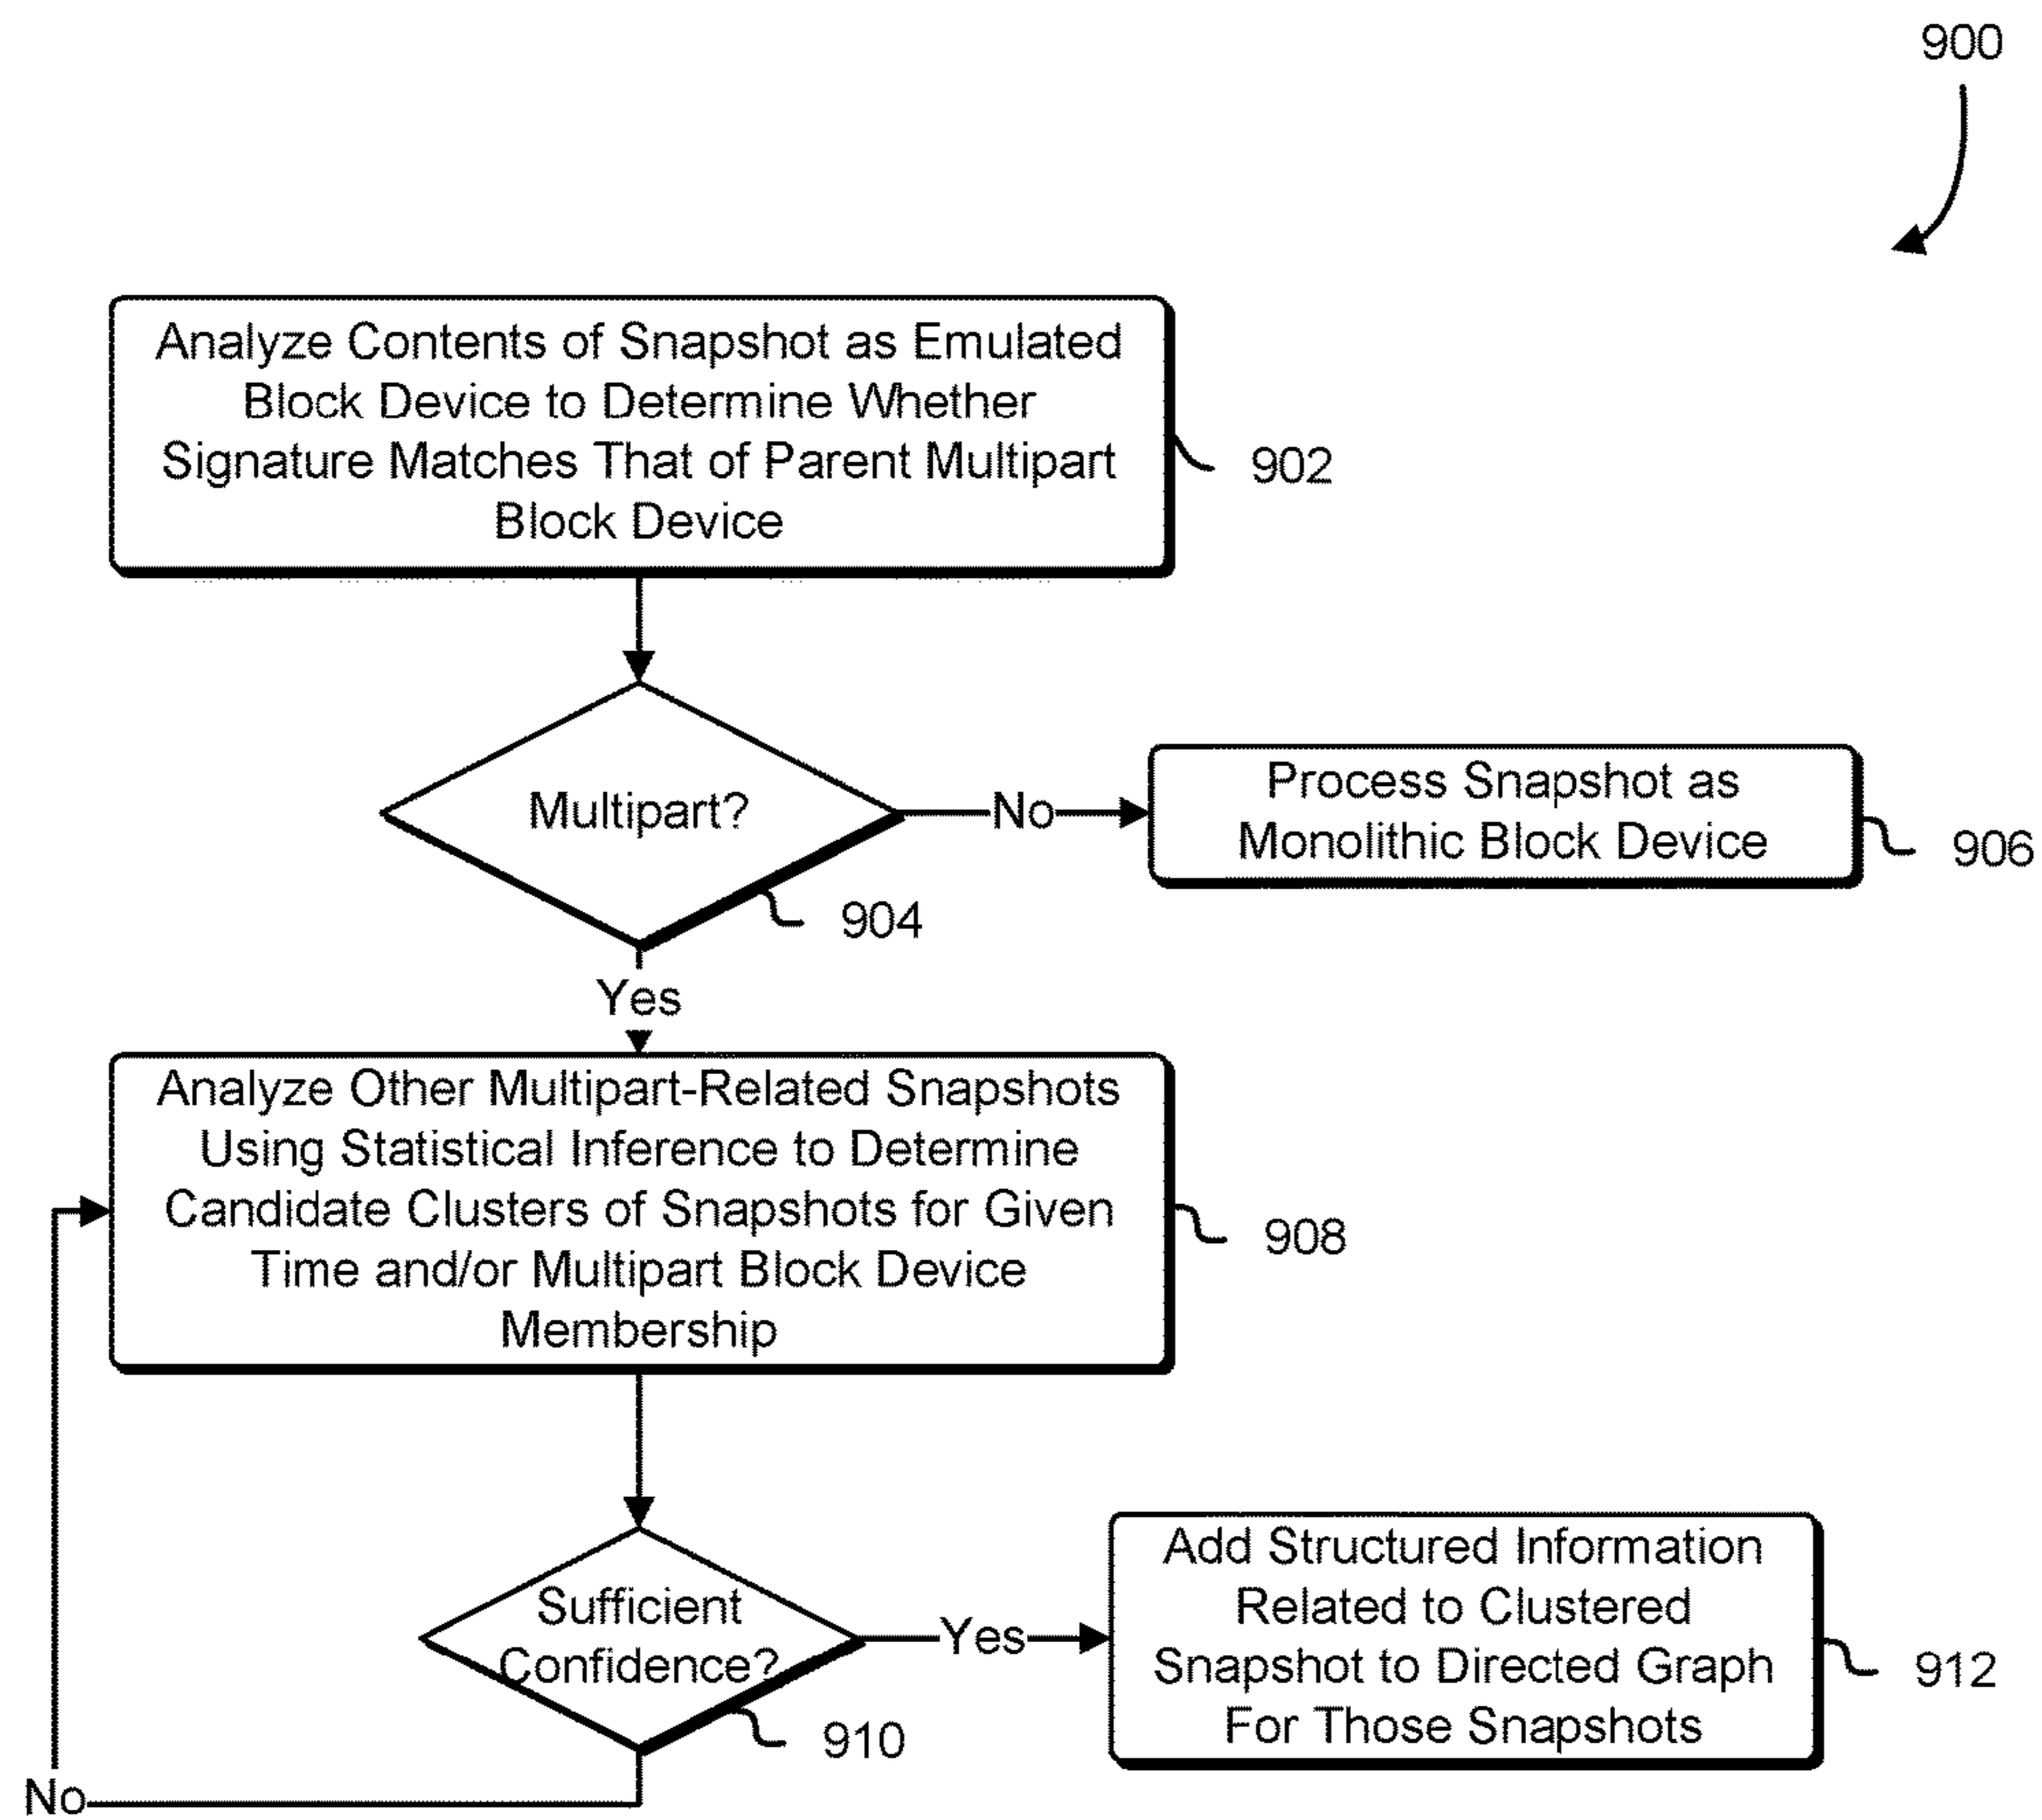 900
Analyze Contents of Snapshot as Emulated
Block Device to Determine Whether
Signature Matches That of Parent Multipart
Block Device
902
Multipart?
No
Process Snapshot as
Monolithic Block Device
906
904
Yes
Analyze Other Multipart-Related Snapshots
Using Statistical Inference to Determine
Candidate Clusters of Snapshots for Given
Time and/or Multipart Block Device
Membership
908
Sufficient
Confidence?
Yes
Add Structured Information
Related to Clustered
Snapshot to Directed Graph
For Those Snapshots
912
910
No